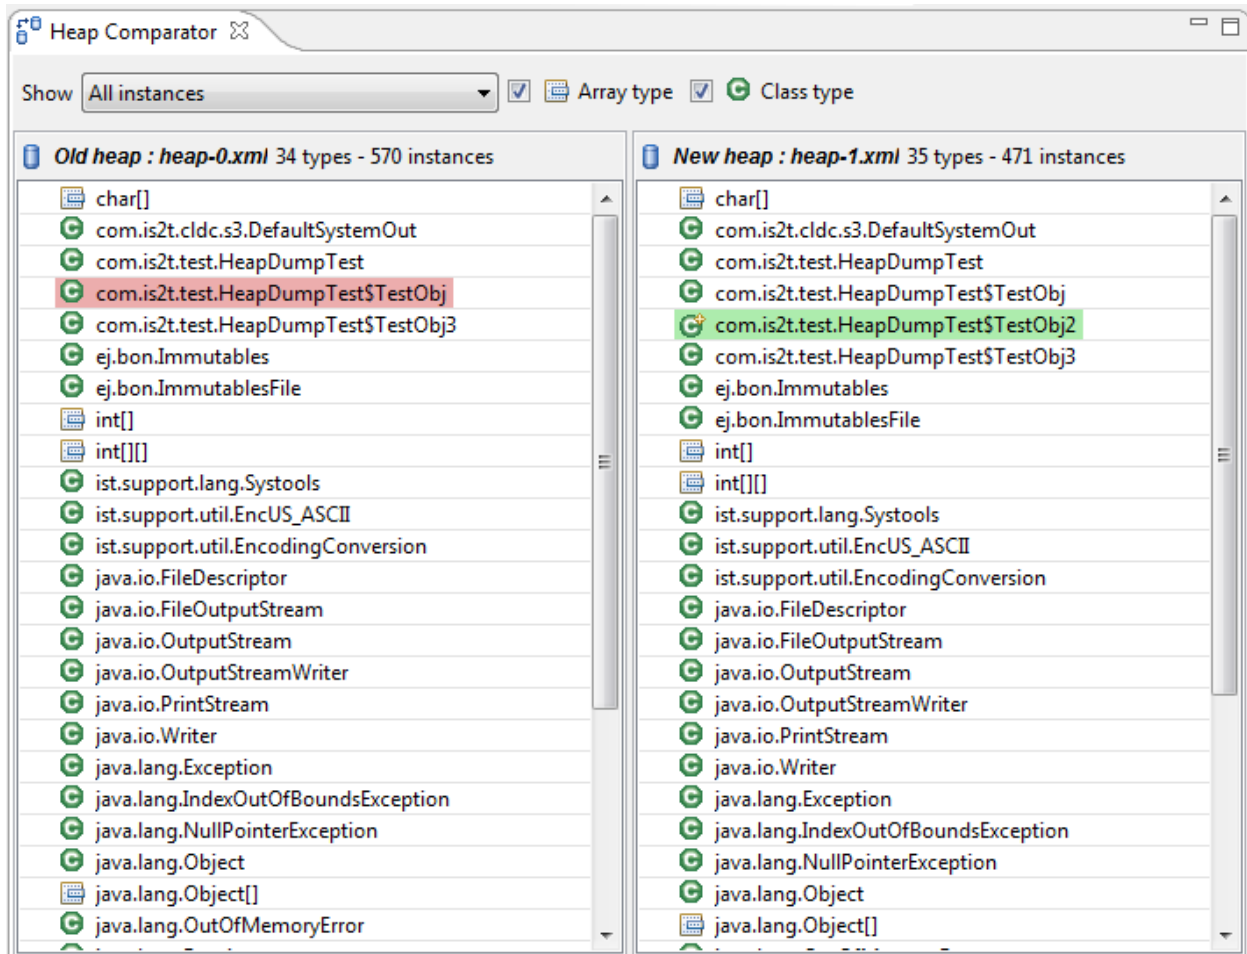 Heap Comparator
Show All instances Array type Class type
Old heap : heap-0.xml 34 types - 570 instances
char[]
com.is2t.cldc.s3.DefaultSystemOut
com.is2t.test.HeapDumpTest
com.is2t.test.HeapDumpTest$TestObj
com.is2t.test.HeapDumpTest$TestObj3
ej.bon.Immutables
ej.bon.ImmutablesFile
int[]
int[][]
ist.support.lang.Systools
ist.support.util.EncUS_ASCII
ist.support.util.EncodingConversion
java.io.FileDescriptor
java.io.FileOutputStream
java.io.OutputStream
java.io.OutputStreamWriter
java.io.PrintStream
java.io.Writer
java.lang.Exception
java.lang.IndexOutOfBoundsException
java.lang.NullPointerException
java.lang.Object
java.lang.Object[]
java.lang.OutOfMemoryError
New heap : heap-1.xml 35 types - 471 instances
char[]
com.is2t.cldc.s3.DefaultSystemOut
com.is2t.test.HeapDumpTest
com.is2t.test.HeapDumpTest$TestObj
com.is2t.test.HeapDumpTest$TestObj2
com.is2t.test.HeapDumpTest$TestObj3
ej.bon.Immutables
ej.bon.ImmutablesFile
int[]
int[][]
ist.support.lang.Systools
ist.support.util.EncUS_ASCII
ist.support.util.EncodingConversion
java.io.FileDescriptor
java.io.FileOutputStream
java.io.OutputStream
java.io.OutputStreamWriter
java.io.PrintStream
java.io.Writer
java.lang.Exception
java.lang.IndexOutOfBoundsException
java.lang.NullPointerException
java.lang.Object
java.lang.Object[]